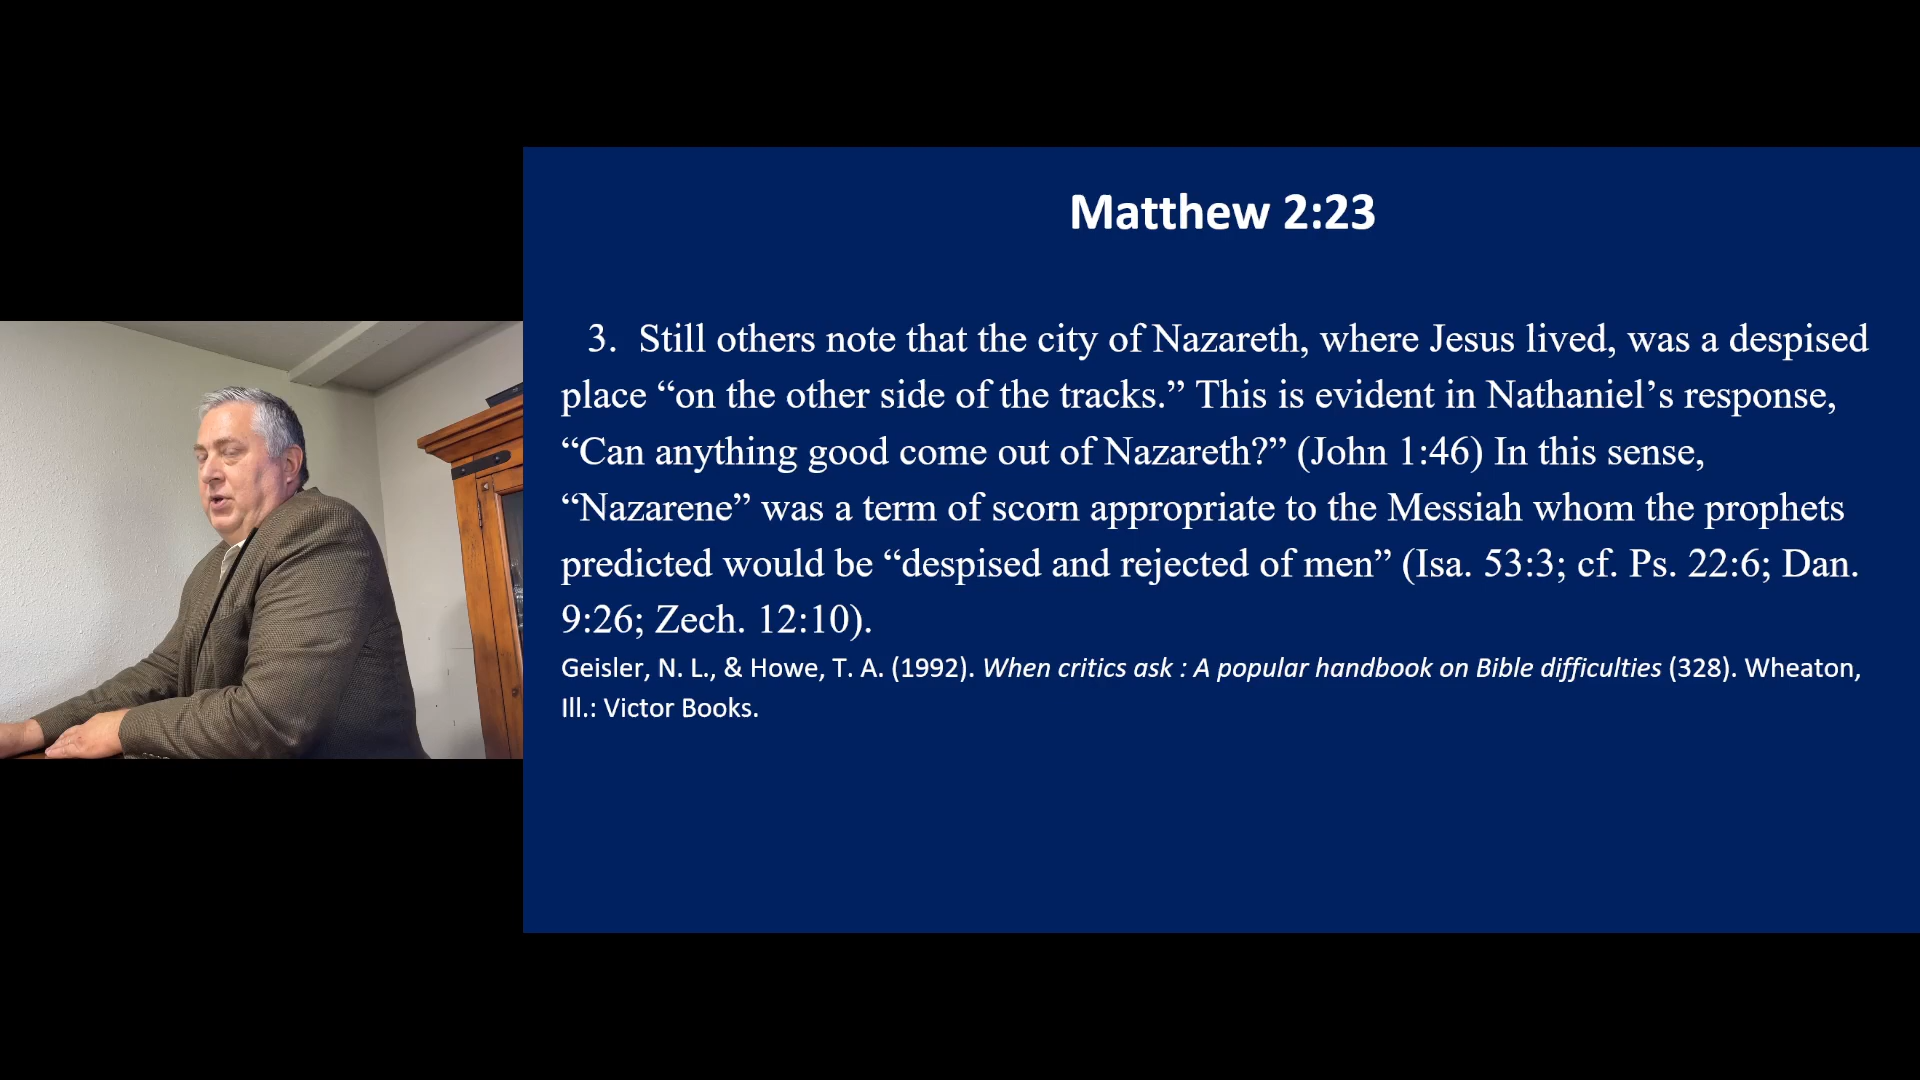 Matthew 2:23
3.  Still others note that the city of Nazareth, where Jesus lived, was a despised
place “on the other side of the tracks.” This is evident in Nathaniel’s response,
“Can anything good come out of Nazareth?” (John 1:46) In this sense,
“Nazarene” was a term of scorn appropriate to the Messiah whom the prophets
predicted would be “despised and rejected of men” (Isa. 53:3; cf. Ps. 22:6; Dan.
9:26; Zech. 12:10).
Geisler, N. L., & Howe, T. A. (1992). When critics ask : A popular handbook on Bible difficulties (328). Wheaton,
Ill.: Victor Books.